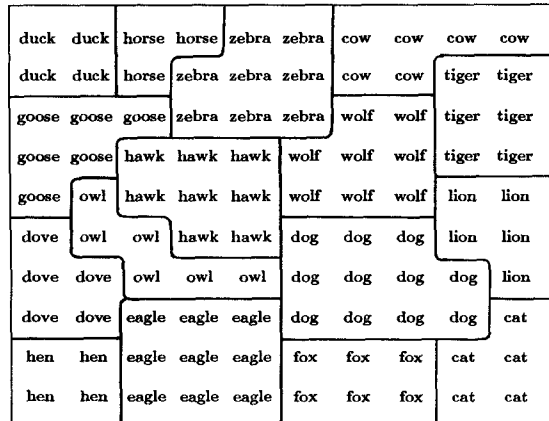 duck duck horse horse zebra zebra cow cow cow cow
duck duck horse zebra zebra zebra cow cow tiger tiger
goose goose goose zebra zebra zebra wolf wolf tiger tiger
goose goose hawk hawk hawk wolf wolf wolf tiger tiger
goose owl hawk hawk hawk wolf wolf wolf lion lion
dove owl owl hawk hawk dog dog dog lion lion
dove dove owl owl owl dog dog dog dog lion
dove dove eagle eagle eagle dog dog dog dog cat
hen hen eagle eagle eagle fox fox fox cat cat
hen hen eagle eagle eagle fox fox fox cat cat